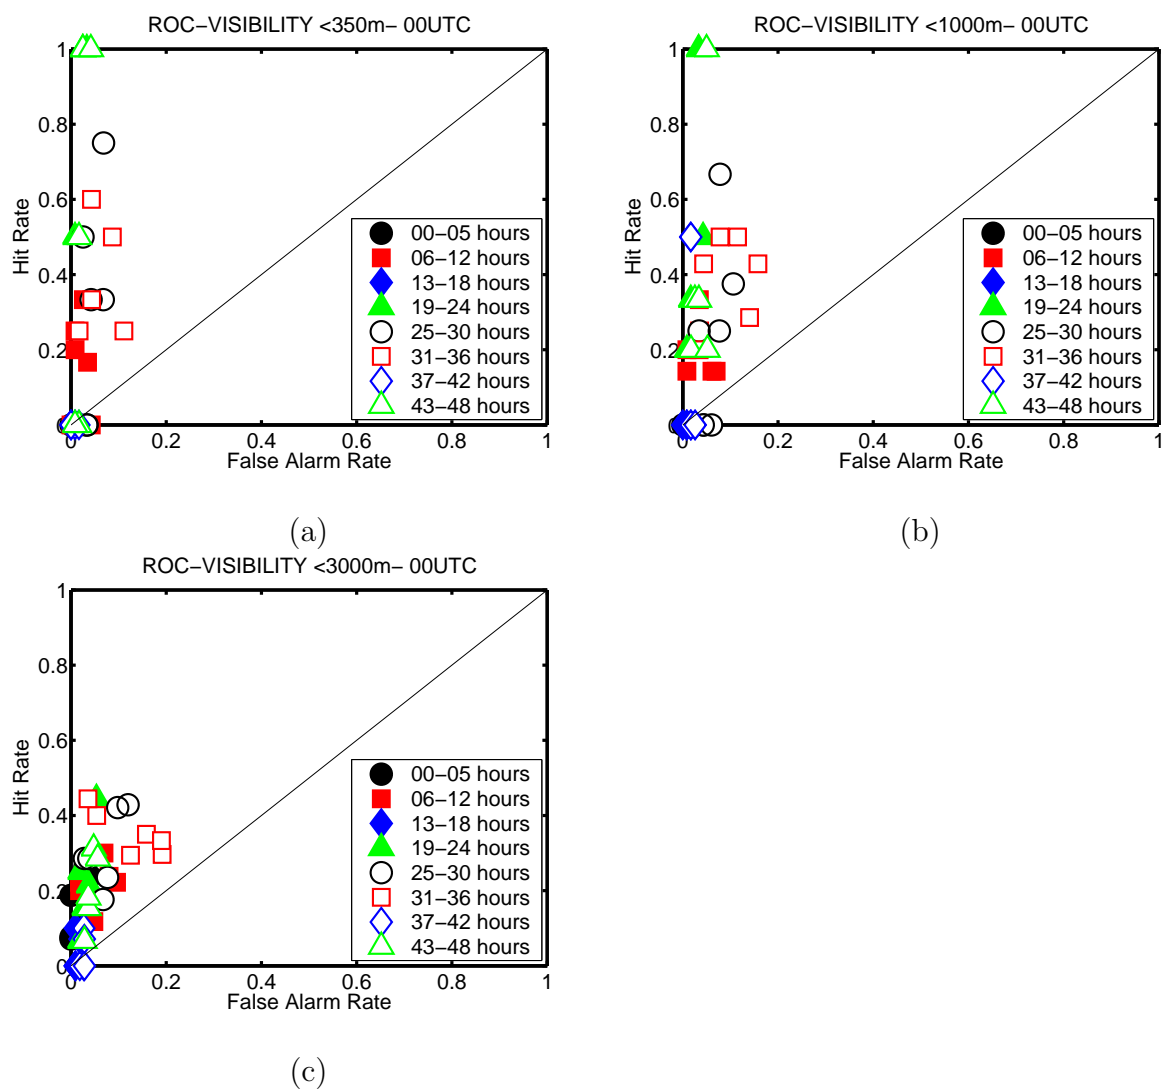 ROC−VISIBILITY <350m− 00UTC
1
0.8
0.6
0.4
0.2
0
Hit Rate
0 0.2 0.4 0.6 0.8 1
False Alarm Rate
00−05 hours
06−12 hours
13−18 hours
19−24 hours
25−30 hours
31−36 hours
37−42 hours
43−48 hours
(a)
ROC−VISIBILITY <1000m− 00UTC
1
0.8
0.6
0.4
0.2
0
Hit Rate
0 0.2 0.4 0.6 0.8 1
False Alarm Rate
00−05 hours
06−12 hours
13−18 hours
19−24 hours
25−30 hours
31−36 hours
37−42 hours
43−48 hours
(b)
ROC−VISIBILITY <3000m− 00UTC
1
0.8
0.6
0.4
0.2
0
Hit Rate
0 0.2 0.4 0.6 0.8 1
False Alarm Rate
00−05 hours
06−12 hours
13−18 hours
19−24 hours
25−30 hours
31−36 hours
37−42 hours
43−48 hours
(c)